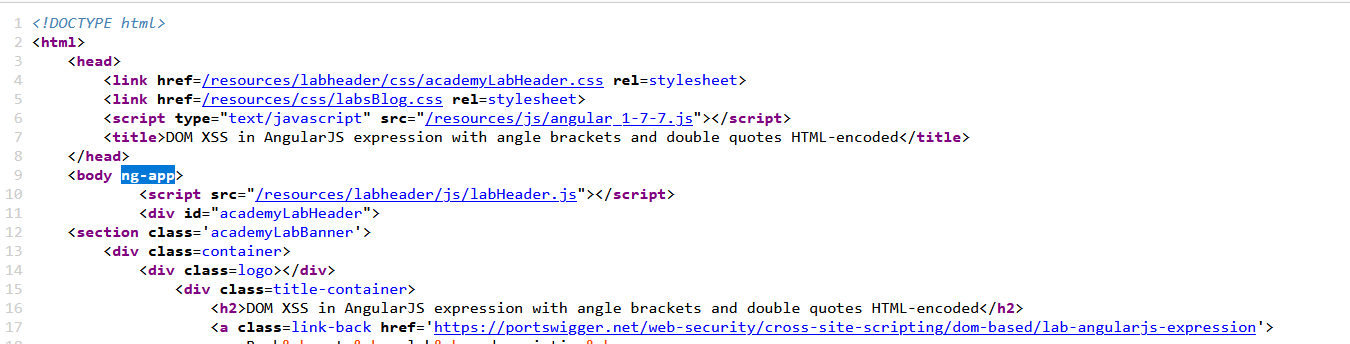 1 <!DOCTYPE html>
2 <html>
3 <head>
4 <link href=/resources/labheader/css/academyLabHeader.css rel=stylesheet>
5 <link href=/resources/css/labsBlog.css rel=stylesheet>
6 <script type="text/javascript" src="/resources/js/angular_1-7-7.js"></script>
7 <title>DOM XSS in AngularJS expression with angle brackets and double quotes HTML-encoded</title>
8 </head>
9 <body ng-app>
10 <script src="/resources/labheader/js/labHeader.js"></script>
11 <div id="academyLabHeader">
12 <section class='academyLabBanner'>
13 <div class=container>
14 <div class=logo></div>
15 <div class=title-container>
16 <h2>DOM XSS in AngularJS expression with angle brackets and double quotes HTML-encoded</h2>
17 <a class=link-back href='https://portswigger.net/web-security/cross-site-scripting/dom-based/lab-angularjs-expression'>